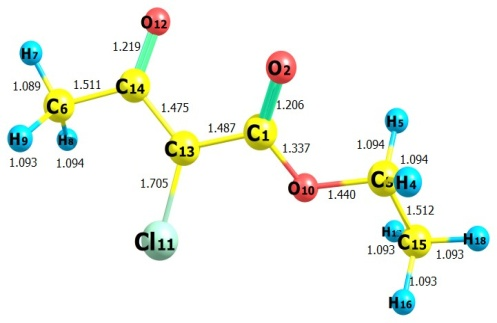 O12
H7
1.219
O2
1.089
1.511
C14
C6
1.206
1.475
H9
H8
1.487
C1
H5
1.093
1.094
C13
1.337
1.094
1.094
1.705
O10
C3
H4
1.440
1.512
Cl11
H17
C15
H18
1.093
1.093
1.093
H16